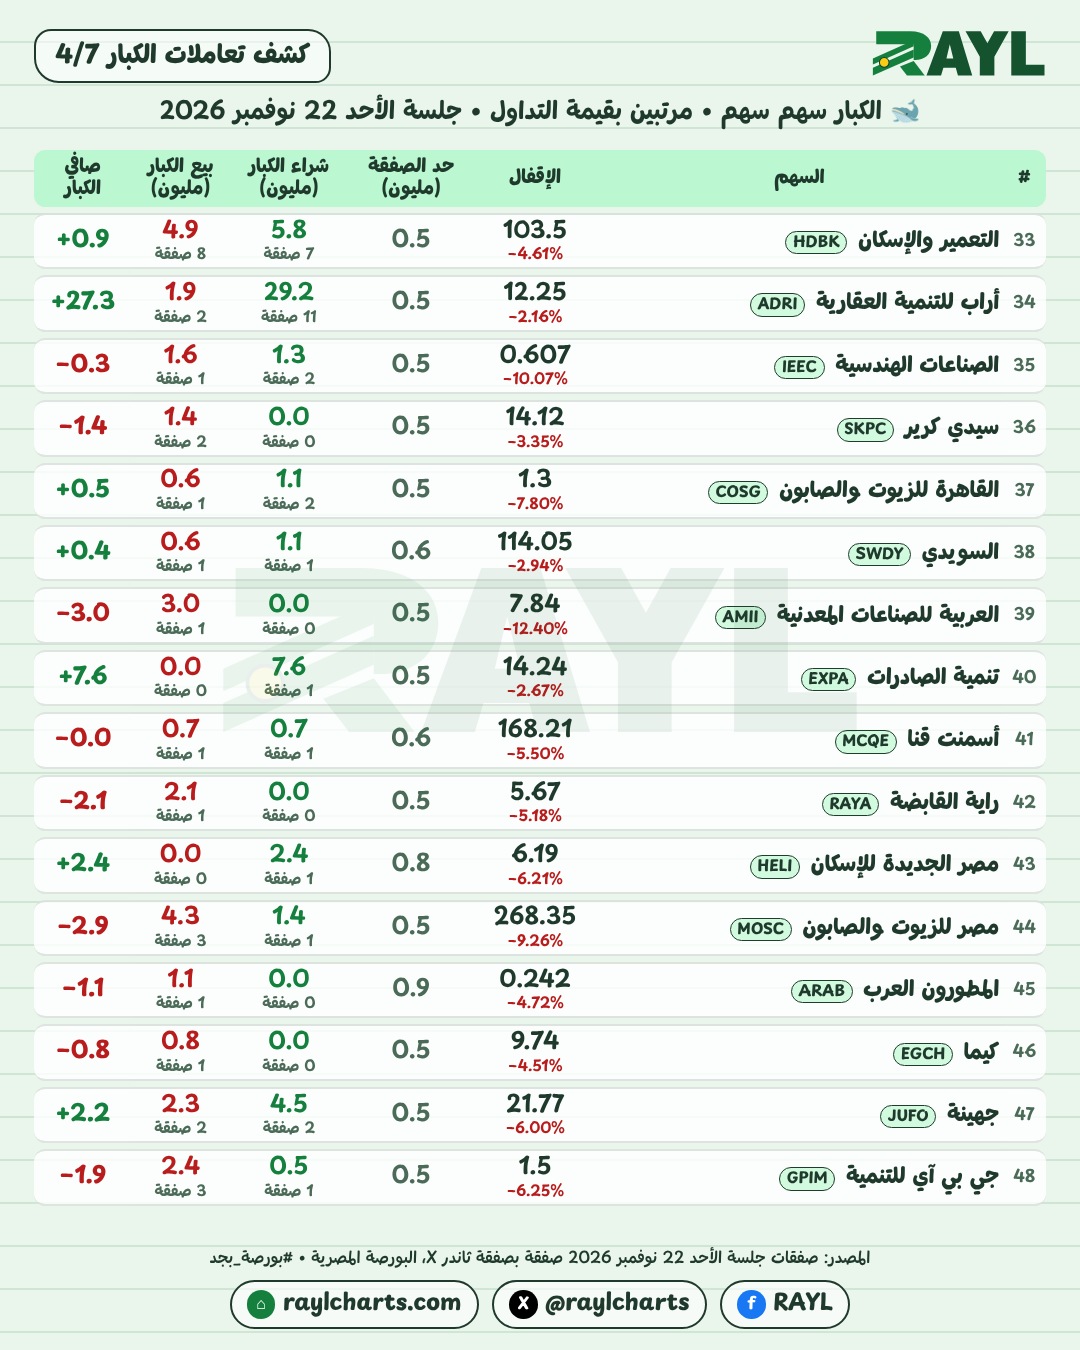 RAYL
كشف تعاملات الكبار 4/7
🐳 الكبار سهم سهم • مرتبين بقيمة التداول • جلسة الأحد 22 نوفمبر 2026
# السهم الإقفال حد الصفقة (مليون) شراء الكبار (مليون) بيع الكبار (مليون) صافي الكبار
33 التعمير والإسكان HDBK 103.5 0.5 5.8 4.9 +0.9
−4.61% 7 صفقة 8 صفقة
34 أراب للتنمية العقارية ADRI 12.25 0.5 29.2 1.9 +27.3
−2.16% 11 صفقة 2 صفقة
35 الصناعات الهندسية IEEC 0.607 0.5 1.3 1.6 −0.3
−10.07% 2 صفقة 1 صفقة
36 سيدي كرير SKPC 14.12 0.5 0.0 1.4 −1.4
−3.35% 0 صفقة 2 صفقة
37 القاهرة للزيوت والصابون COSG 1.3 0.5 1.1 0.6 +0.5
−7.80% 2 صفقة 1 صفقة
38 السويدي SWDY 114.05 0.6 1.1 0.6 +0.4
−2.94% 1 صفقة 1 صفقة
39 العربية للصناعات المعدنية AMII 7.84 0.5 0.0 3.0 −3.0
−12.40% 0 صفقة 1 صفقة
40 تنمية الصادرات EXPA 14.24 0.5 7.6 0.0 +7.6
−2.67% 1 صفقة 0 صفقة
41 أسمنت قنا MCQE 168.21 0.6 0.7 0.7 −0.0
−5.50% 1 صفقة 1 صفقة
42 راية القابضة RAYA 5.67 0.5 0.0 2.1 −2.1
−5.18% 0 صفقة 1 صفقة
43 مصر الجديدة للإسكان HELI 6.19 0.8 2.4 0.0 +2.4
−6.21% 1 صفقة 0 صفقة
44 مصر للزيوت والصابون MOSC 268.35 0.5 1.4 4.3 −2.9
−9.26% 1 صفقة 3 صفقة
45 المطورون العرب ARAB 0.242 0.9 0.0 1.1 −1.1
−4.72% 0 صفقة 1 صفقة
46 كيما EGCH 9.74 0.5 0.0 0.8 −0.8
−4.51% 0 صفقة 1 صفقة
47 جهينة JUFO 21.77 0.5 4.5 2.3 +2.2
−6.00% 2 صفقة 2 صفقة
48 جي بي آي للتنمية GPIM 1.5 0.5 0.5 2.4 −1.9
−6.25% 1 صفقة 3 صفقة
المصدر: صفقات جلسة الأحد 22 نوفمبر 2026 صفقة بصفقة ثاندر X، البورصة المصرية • #بورصة_بجد
raylcharts.com @raylcharts RAYL